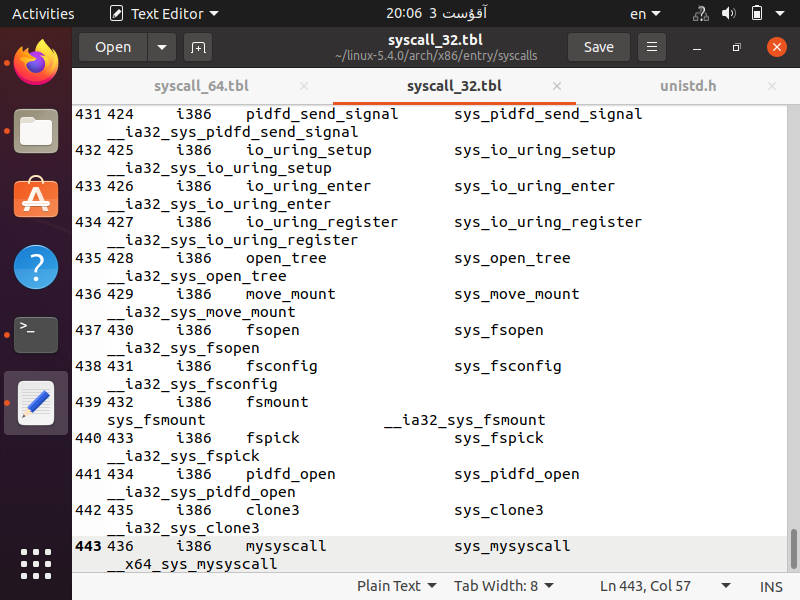 Activities Text Editor 20:06 3 آقۇست en
Open syscall_32.tbl Save
~/linux-5.4.0/arch/x86/entry/syscalls
syscall_64.tbl syscall_32.tbl unistd.h
431 424 i386 pidfd_send_signal sys_pidfd_send_signal
__ia32_sys_pidfd_send_signal
432 425 i386 io_uring_setup sys_io_uring_setup
__ia32_sys_io_uring_setup
433 426 i386 io_uring_enter sys_io_uring_enter
__ia32_sys_io_uring_enter
434 427 i386 io_uring_register sys_io_uring_register
__ia32_sys_io_uring_register
435 428 i386 open_tree sys_open_tree
__ia32_sys_open_tree
436 429 i386 move_mount sys_move_mount
__ia32_sys_move_mount
437 430 i386 fsopen sys_fsopen
__ia32_sys_fsopen
438 431 i386 fsconfig sys_fsconfig
__ia32_sys_fsconfig
439 432 i386 fsmount
sys_fsmount __ia32_sys_fsmount
440 433 i386 fspick sys_fspick
__ia32_sys_fspick
441 434 i386 pidfd_open sys_pidfd_open
__ia32_sys_pidfd_open
442 435 i386 clone3 sys_clone3
__ia32_sys_clone3
443 436 i386 mysyscall sys_mysyscall
__x64_sys_mysyscall
Plain Text Tab Width: 8 Ln 443, Col 57 INS